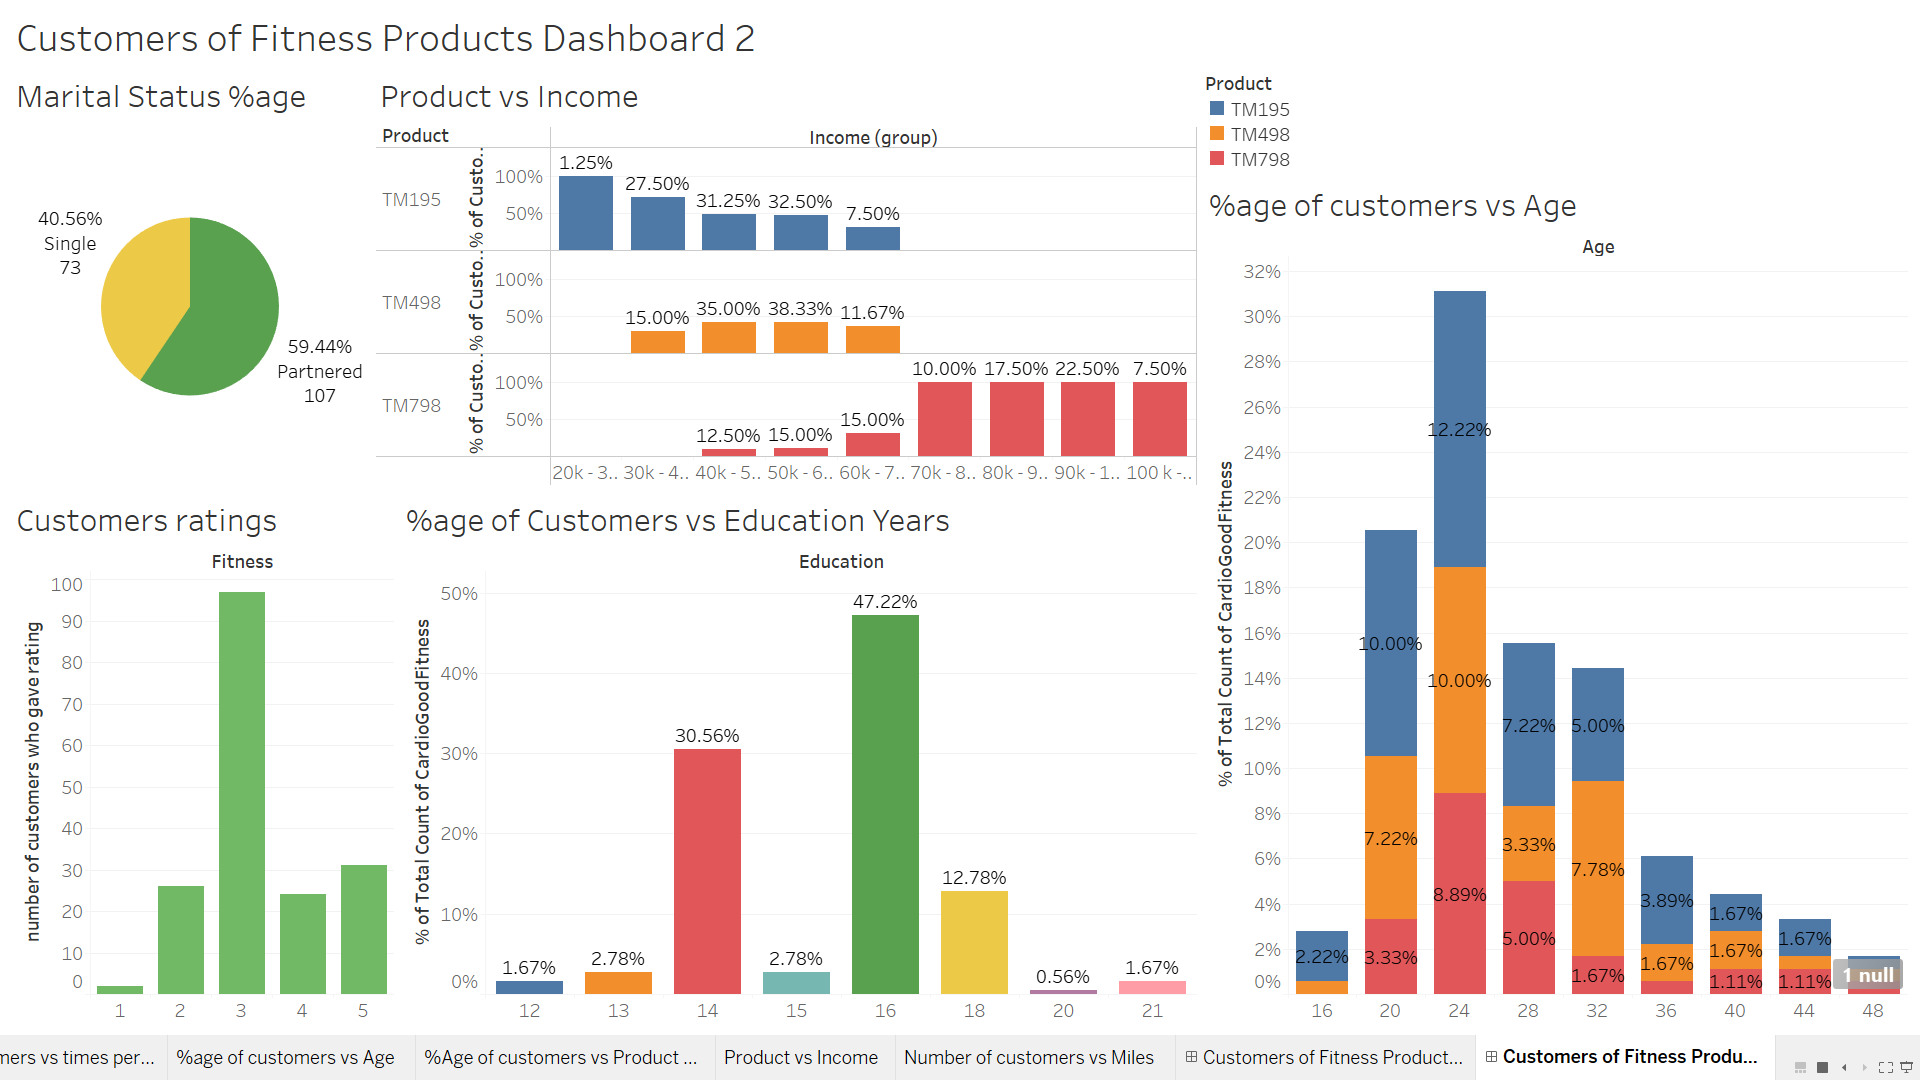 Customers of Fitness Products Dashboard 2
Marital Status %age
40.56%
Single
73
59.44%
Partnered
107
Product vs Income
Product
Income (group)
TM195
% of Custo..
100%
50%
1.25%
27.50%
31.25%
32.50%
7.50%
TM498
% of Custo..
100%
50%
15.00%
35.00%
38.33%
11.67%
TM798
% of Custo..
100%
50%
12.50%
15.00%
15.00%
10.00%
17.50%
22.50%
7.50%
20k - 3.. 30k - 4.. 40k - 5.. 50k - 6.. 60k - 7.. 70k - 8.. 80k - 9.. 90k - 1.. 100 k -..
Product
TM195
TM498
TM798
%age of customers vs Age
Age
% of Total Count of CardioGoodFitness
32%
30%
28%
26%
24%
22%
20%
18%
16%
14%
12%
10%
8%
6%
4%
2%
0%
2.22%
10.00%
7.22%
3.33%
12.22%
10.00%
8.89%
7.22%
3.33%
5.00%
5.00%
7.78%
1.67%
3.89%
1.67%
1.67%
1.67%
1.11%
1.67%
1.11%
1 null
16 20 24 28 32 36 40 44 48
Customers ratings
Fitness
number of customers who gave rating
100
90
80
70
60
50
40
30
20
10
0
1 2 3 4 5
%age of Customers vs Education Years
Education
% of Total Count of CardioGoodFitness
50%
40%
30%
20%
10%
0%
1.67%
2.78%
30.56%
2.78%
47.22%
12.78%
0.56%
1.67%
12 13 14 15 16 18 20 21
mers vs times per...
%age of customers vs Age
%Age of customers vs Product ...
Product vs Income
Number of customers vs Miles
Customers of Fitness Product...
Customers of Fitness Produ...